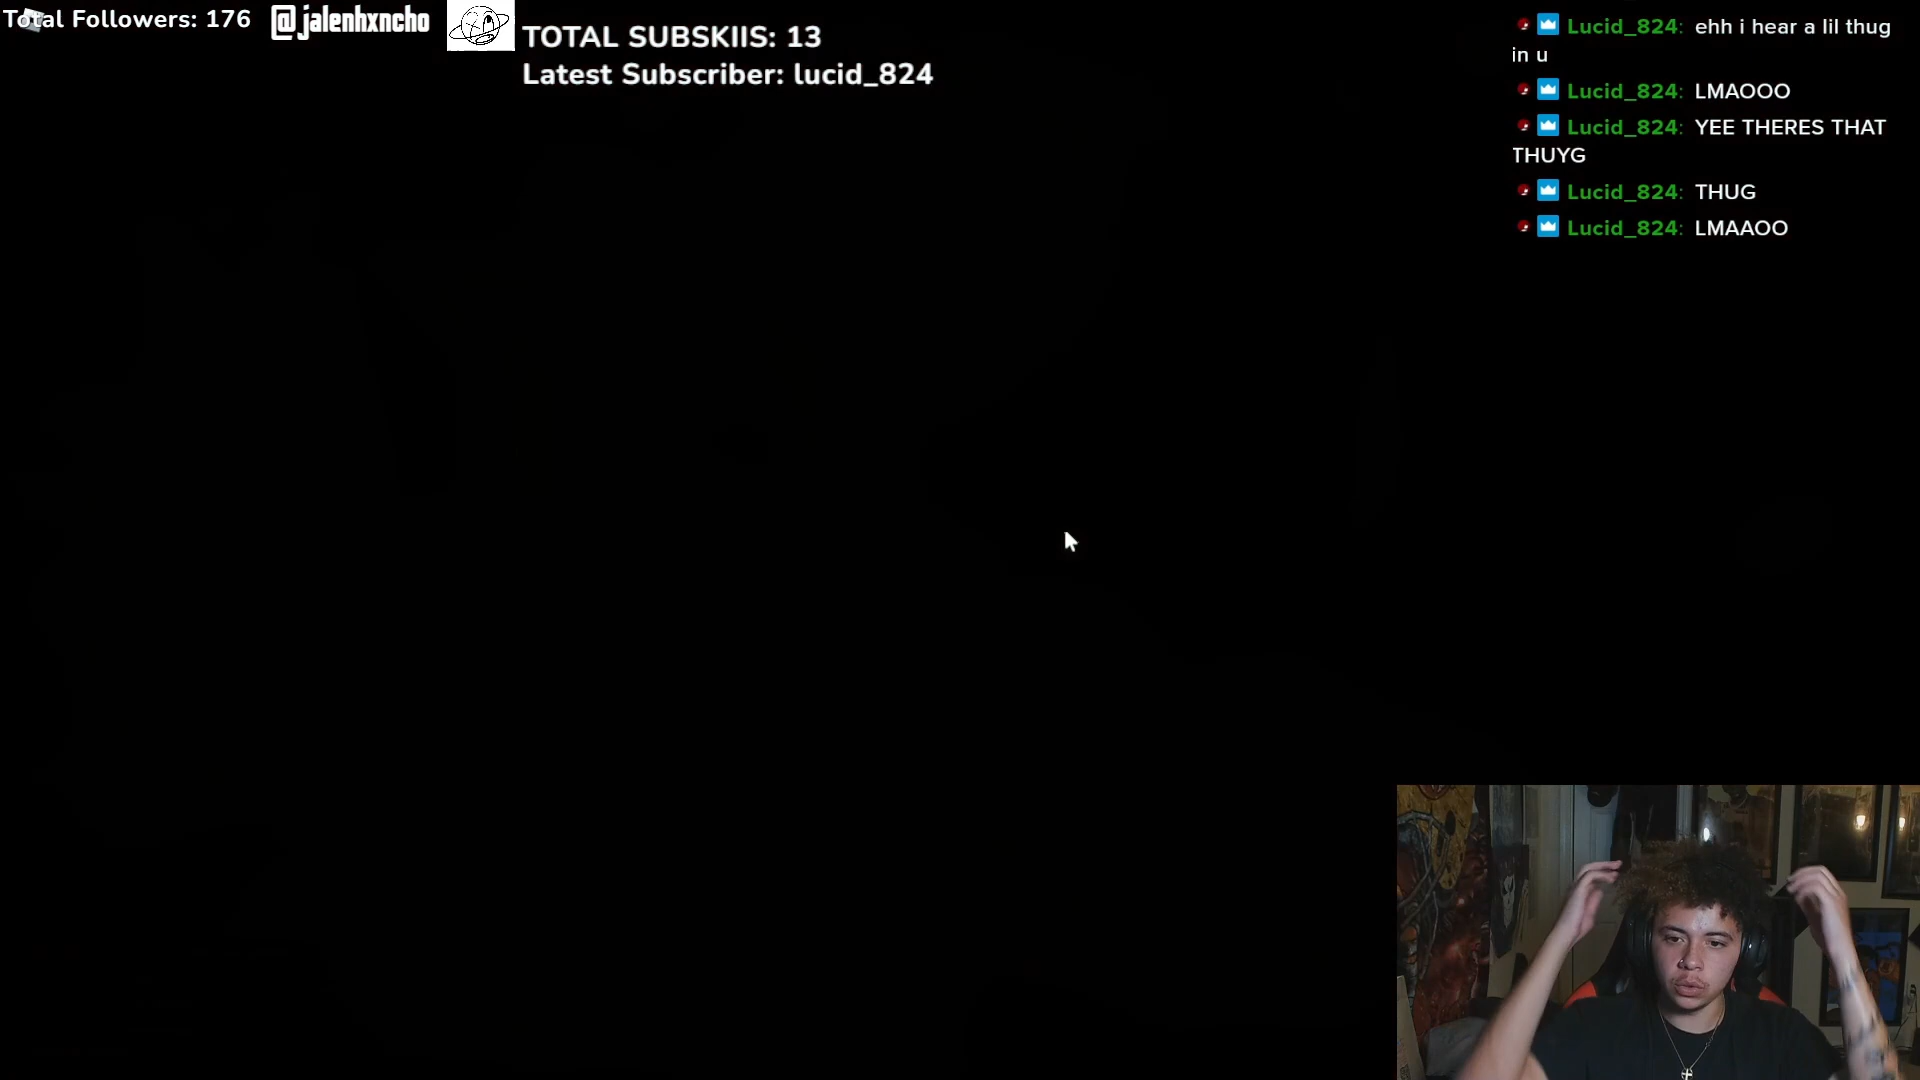 Total Followers: 176
@jalenhxncho
TOTAL SUBSKIIS: 13
Latest Subscriber: lucid_824
Lucid_824: ehh i hear a lil thug
in u
Lucid_824: LMAOOO
Lucid_824: YEE THERES THAT
THUYG
Lucid_824: THUG
Lucid_824: LMAAOO